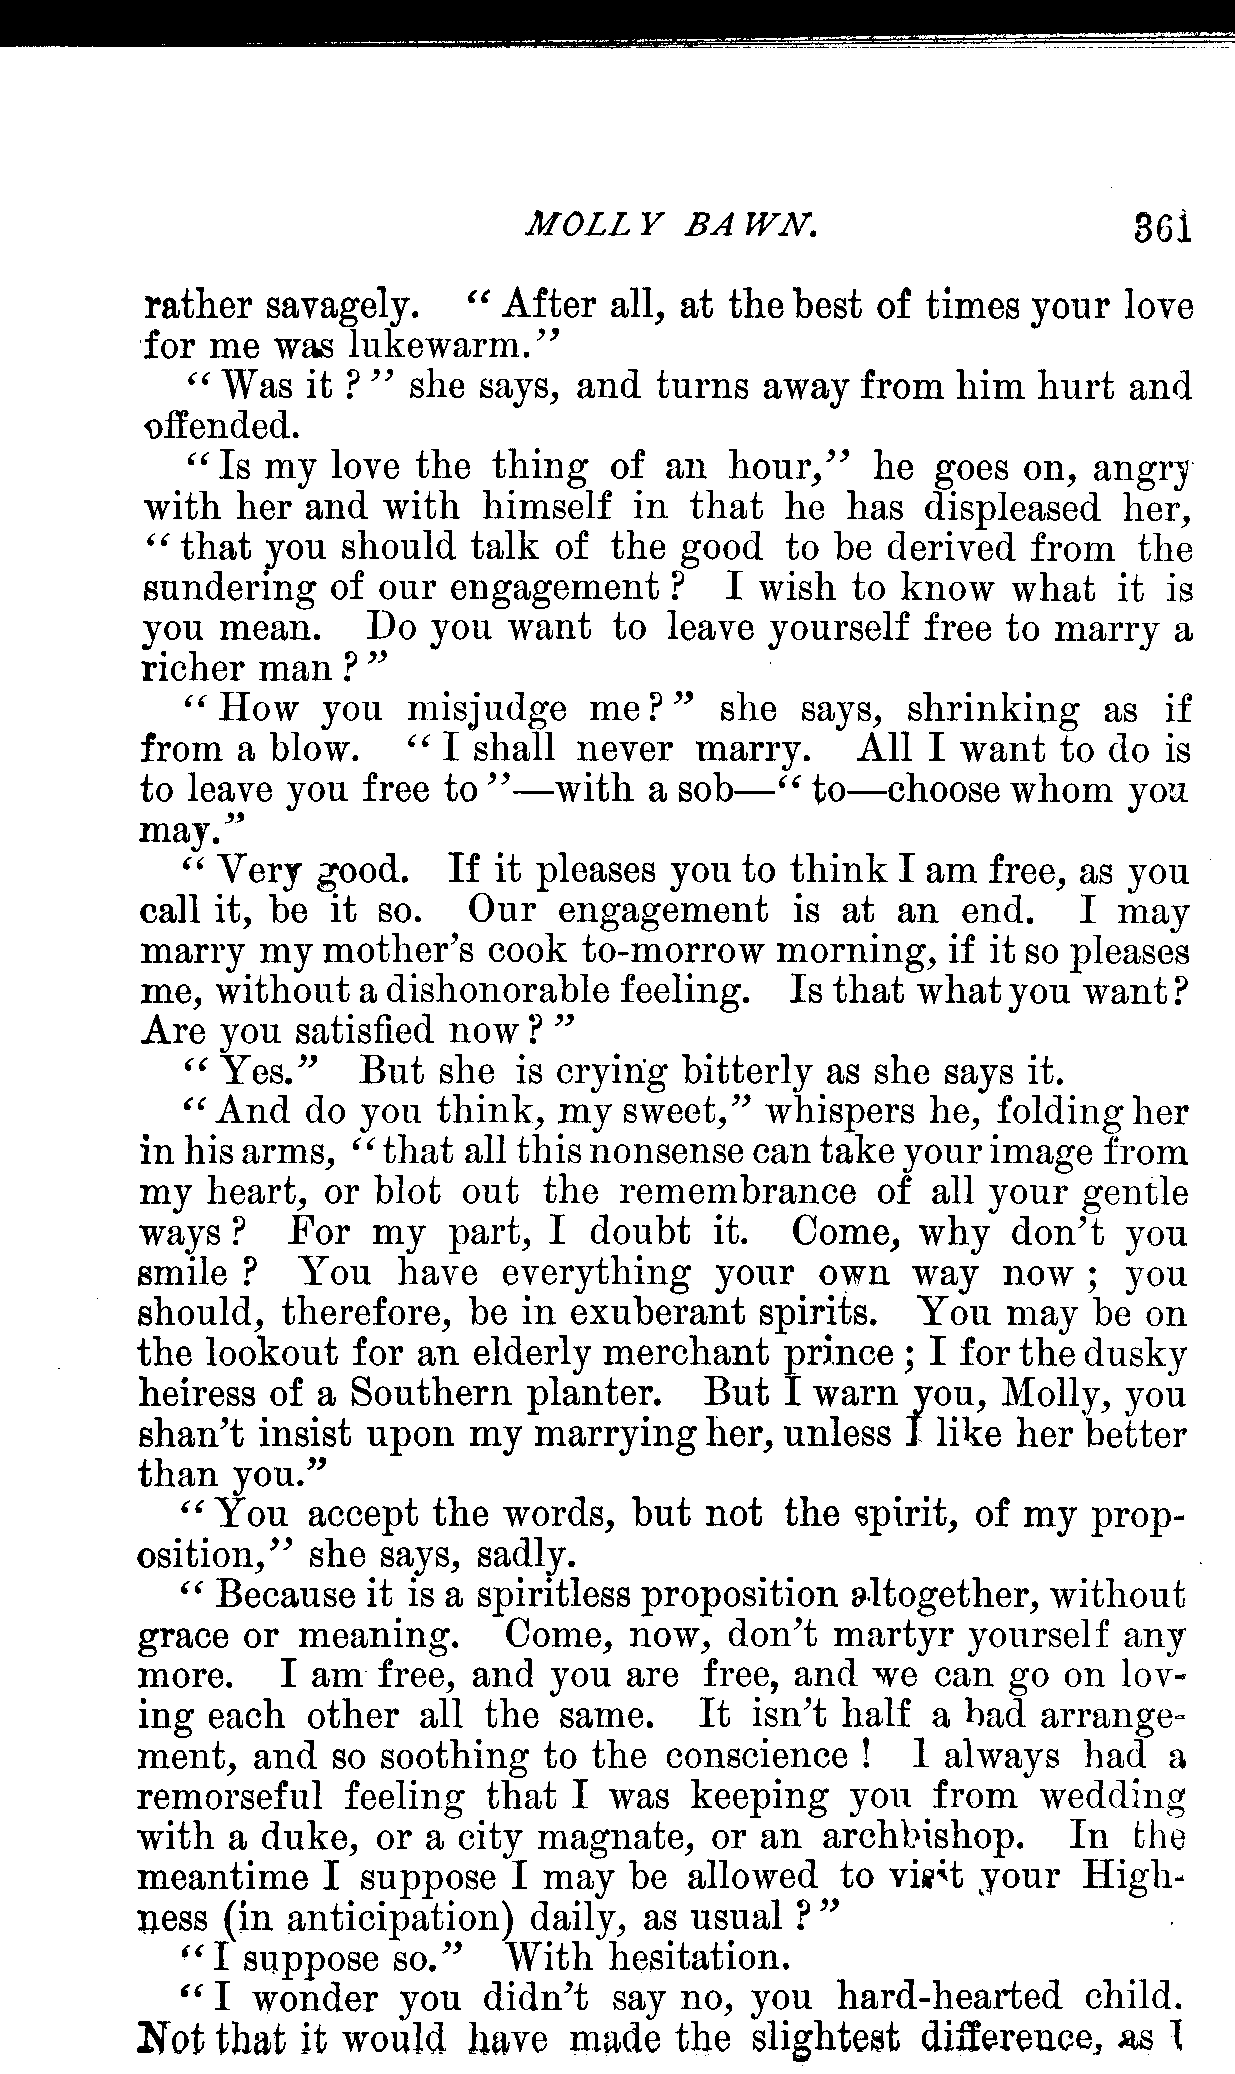 MOLLY BAWN. 361
rather savagely. "After all, at the best of times your love
for me was lukewarm."
"Was it?" she says, and turns away from him hurt and
offended.
"Is my love the thing of an hour," he goes on, angry
with her and with himself in that he has displeased her,
"that you should talk of the good to be derived from the
sundering of our engagement? I wish to know what it is
you mean. Do you want to leave yourself free to marry a
richer man?"
"How you misjudge me?" she says, shrinking as if
from a blow. "I shall never marry. All I want to do is
to leave you free to"—with a sob—"to—choose whom you
may."
"Very good. If it pleases you to think I am free, as you
call it, be it so. Our engagement is at an end. I may
marry my mother's cook to-morrow morning, if it so pleases
me, without a dishonorable feeling. Is that what you want?
Are you satisfied now?"
"Yes." But she is crying bitterly as she says it.
"And do you think, my sweet," whispers he, folding her
in his arms, "that all this nonsense can take your image from
my heart, or blot out the remembrance of all your gentle
ways? For my part, I doubt it. Come, why don't you
smile? You have everything your own way now; you
should, therefore, be in exuberant spirits. You may be on
the lookout for an elderly merchant prince; I for the dusky
heiress of a Southern planter. But I warn you, Molly, you
shan't insist upon my marrying her, unless I like her better
than you."
"You accept the words, but not the spirit, of my prop-
osition," she says, sadly.
"Because it is a spiritless proposition altogether, without
grace or meaning. Come, now, don't martyr yourself any
more. I am free, and you are free, and we can go on lov-
ing each other all the same. It isn't half a bad arrange-
ment, and so soothing to the conscience! I always had a
remorseful feeling that I was keeping you from wedding
with a duke, or a city magnate, or an archbishop. In the
meantime I suppose I may be allowed to visit your High-
ness (in anticipation) daily, as usual?"
"I suppose so." With hesitation.
"I wonder you didn't say no, you hard-hearted child.
Not that it would have made the slightest difference, as I